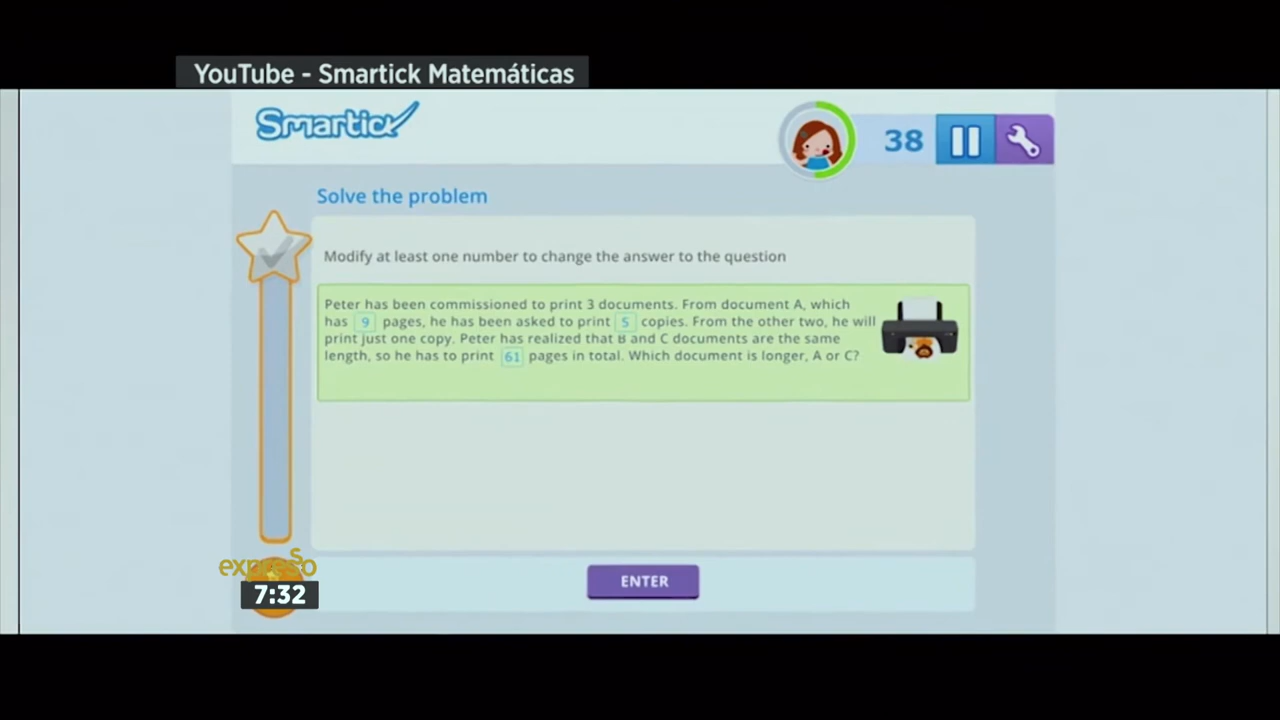 YouTube - Smartick Matemáticas
Smartick
38
Solve the problem
Modify at least one number to change the answer to the question
Peter has been commissioned to print 3 documents. From document A, which
has 9 pages, he has been asked to print 5 copies. From the other two, he will
print just one copy. Peter has realized that B and C documents are the same
length, so he has to print 61 pages in total. Which document is longer, A or C?
expresso
7:32
ENTER